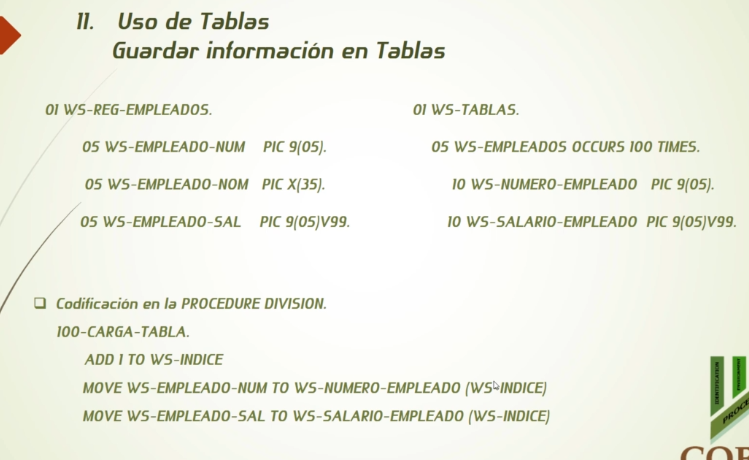 11. Uso de Tablas
Guardar información en Tablas
01 WS-REG-EMPLEADOS.
05 WS-EMPLEADO-NUM PIC 9(05).
05 WS-EMPLEADO-NOM PIC X(35).
05 WS-EMPLEADO-SAL PIC 9(05)V99.
01 WS-TABLAS.
05 WS-EMPLEADOS OCCURS 100 TIMES.
10 WS-NUMERO-EMPLEADO PIC 9(05).
10 WS-SALARIO-EMPLEADO PIC 9(05)V99.
❑ Codificación en la PROCEDURE DIVISION.
100-CARGA-TABLA.
ADD 1 TO WS-INDICE
MOVE WS-EMPLEADO-NUM TO WS-NUMERO-EMPLEADO (WS-INDICE)
MOVE WS-EMPLEADO-SAL TO WS-SALARIO-EMPLEADO (WS-INDICE)